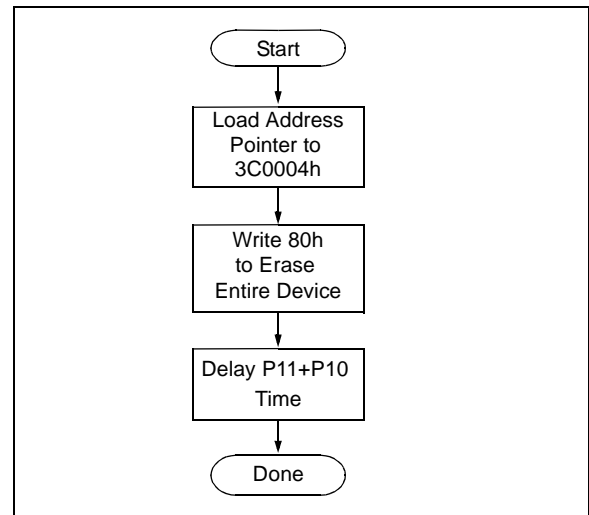 Start
Load Address
Pointer to
3C0004h
Write 80h
to Erase
Entire Device
Delay P11+P10
Time
Done